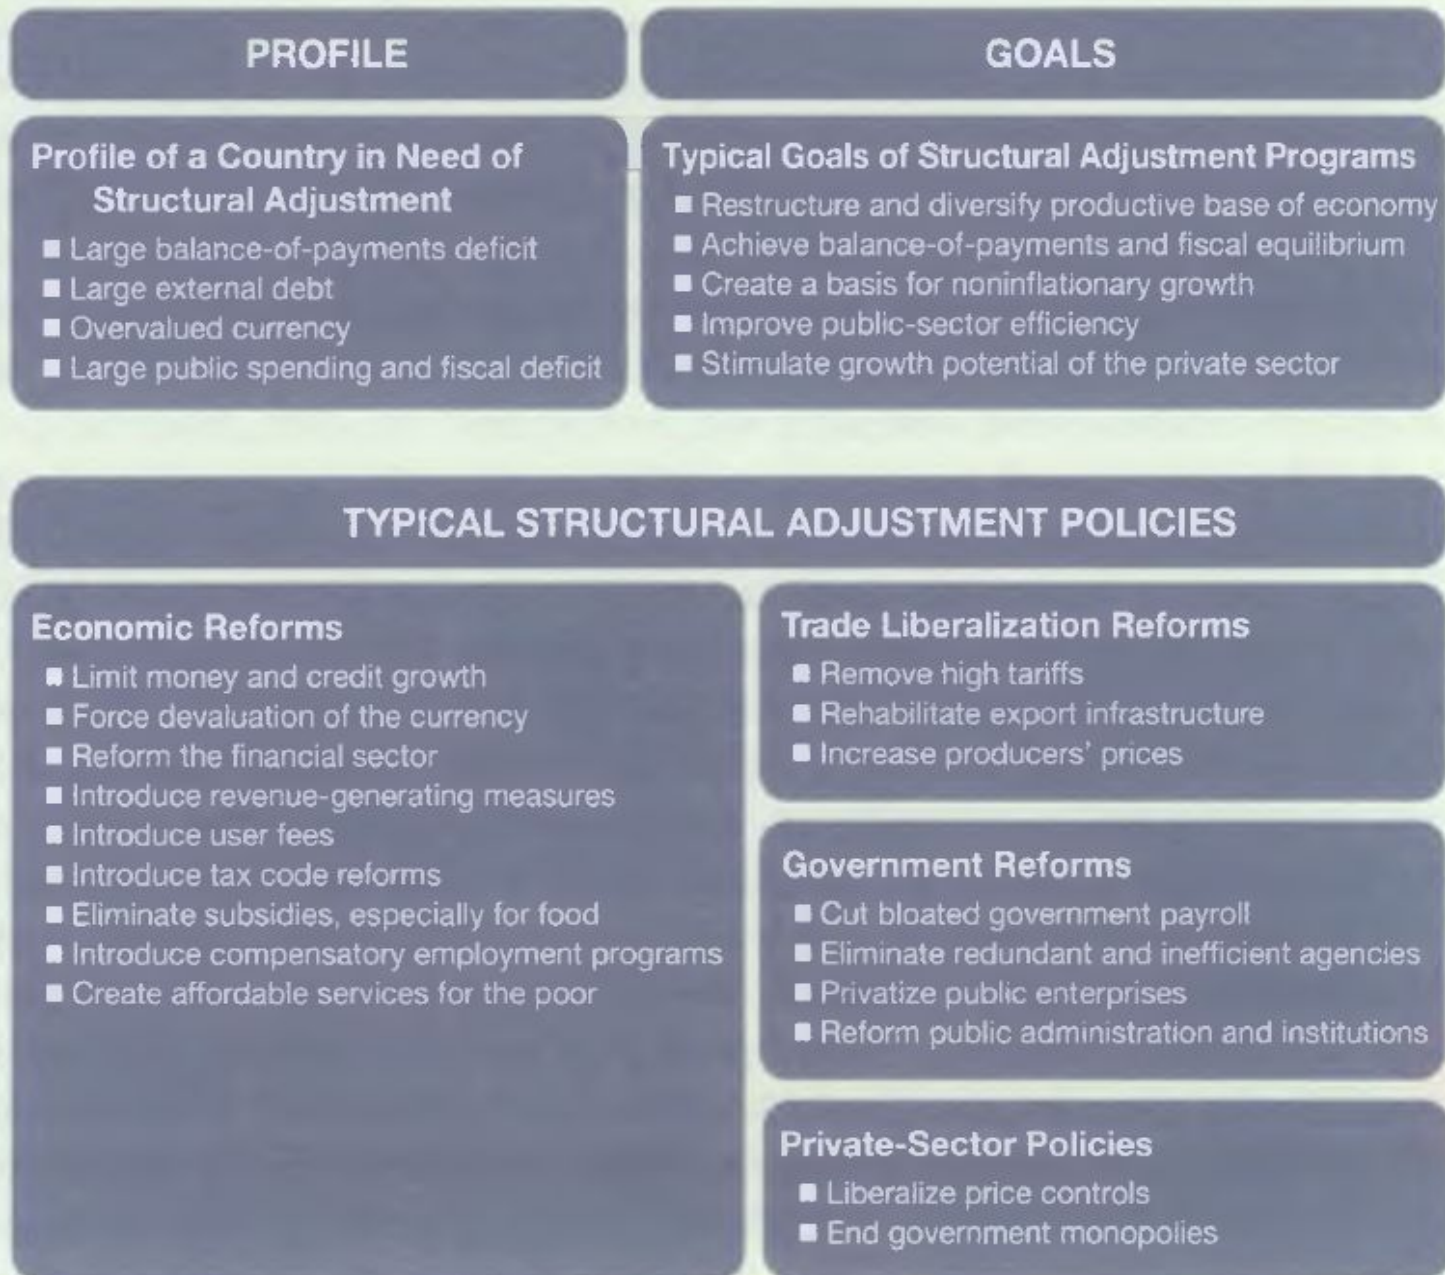 PROFILE
GOALS
Profile of a Country in Need of
Structural Adjustment
■ Large balance-of-payments deficit
■ Large external debt
■ Overvalued currency
■ Large public spending and fiscal deficit
Typical Goals of Structural Adjustment Programs
■ Restructure and diversify productive base of economy
■ Achieve balance-of-payments and fiscal equilibrium
■ Create a basis for noninflationary growth
■ Improve public-sector efficiency
■ Stimulate growth potential of the private sector
TYPICAL STRUCTURAL ADJUSTMENT POLICIES
Economic Reforms
■ Limit money and credit growth
■ Force devaluation of the currency
■ Reform the financial sector
■ Introduce revenue-generating measures
■ Introduce user fees
■ Introduce tax code reforms
■ Eliminate subsidies, especially for food
■ Introduce compensatory employment programs
■ Create affordable services for the poor
Trade Liberalization Reforms
■ Remove high tariffs
■ Rehabilitate export infrastructure
■ Increase producers' prices
Government Reforms
■ Cut bloated government payroll
■ Eliminate redundant and inefficient agencies
■ Privatize public enterprises
■ Reform public administration and institutions
Private-Sector Policies
■ Liberalize price controls
■ End government monopolies